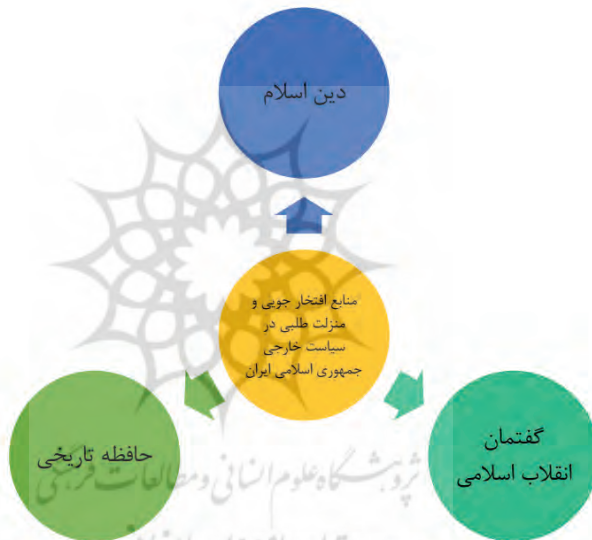 دین اسلام
منابع افتخار جویی و
منزلت طلبی در
سیاست خارجی
جمهوری اسلامی ایران
گفتمان
انقلاب اسلامی
حافظه تاریخی
پژوهشگاه علوم انسانی و مطالعات فرهنگی